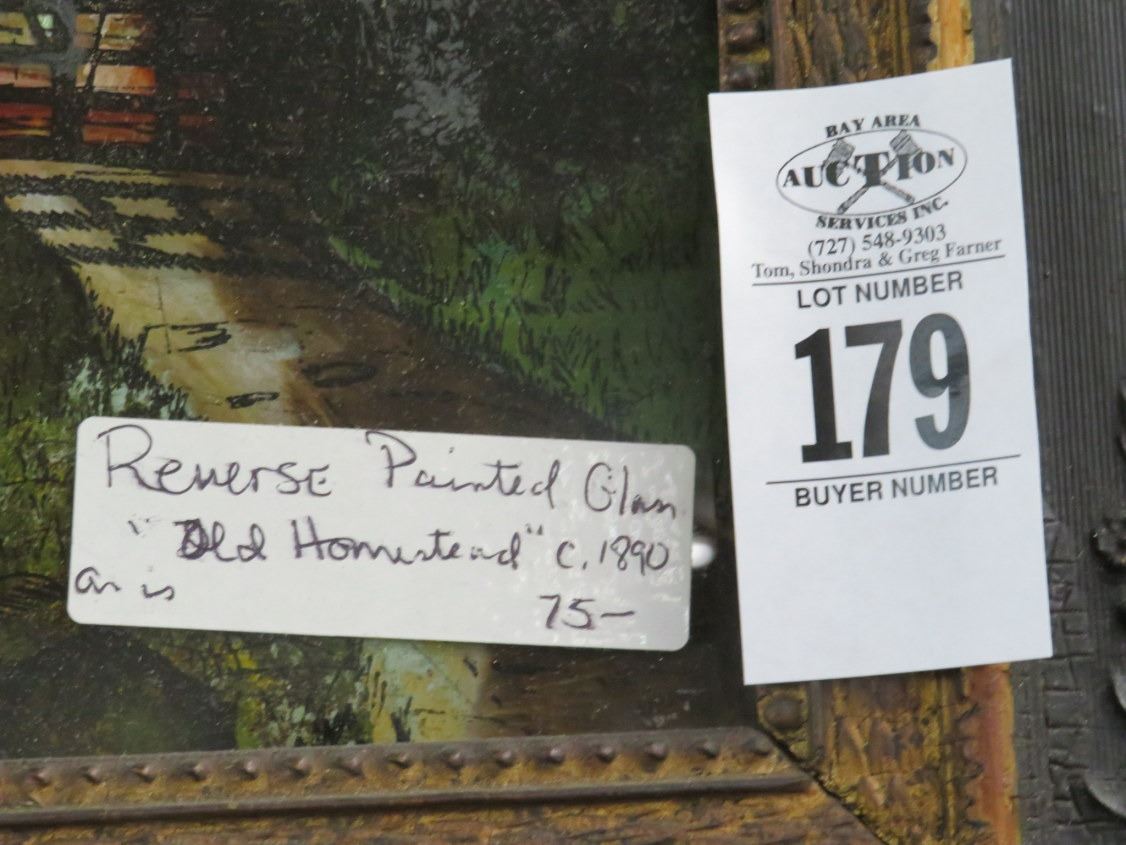 Reverse Painted Glass
"Old Homestead" c. 1890
as is
75-
BAY AREA
AUCTION
SERVICES INC.
(727) 548-9303
Tom, Shondra & Greg Farner
LOT NUMBER
179
BUYER NUMBER